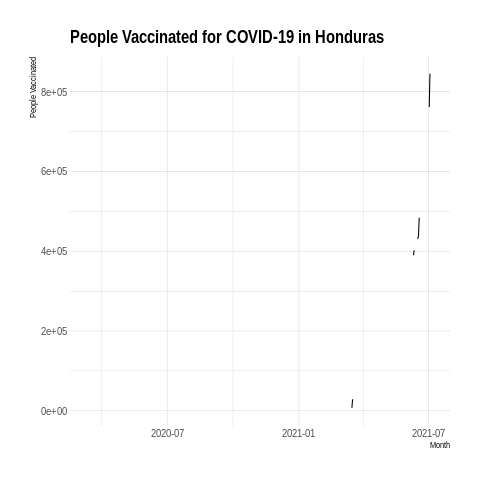 People Vaccinated for COVID-19 in Honduras
People Vaccinated
8e+05
6e+05
4e+05
2e+05
0e+00
2020-07 2021-01 2021-07
Month